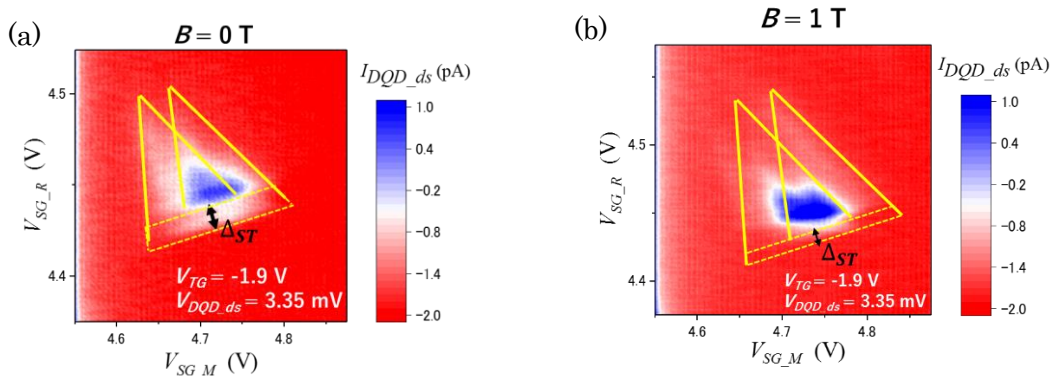 (a)
B = 0 T
I_DQD_ds (pA)
1.0
0.4
−0.2
−0.8
−1.4
−2.0
4.5
4.4
V_SG_R (V)
Δ_ST
V_TG = -1.9 V
V_DQD_ds = 3.35 mV
4.6
4.7
4.8
V_SG_M (V)
(b)
B = 1 T
I_DQD_ds (pA)
1.0
0.4
-0.2
-0.8
-1.4
-2.0
4.5
4.4
V_SG_R (V)
Δ_ST
V_TG = -1.9 V
V_DQD_ds = 3.35 mV
4.6
4.7
4.8
V_SG_M (V)